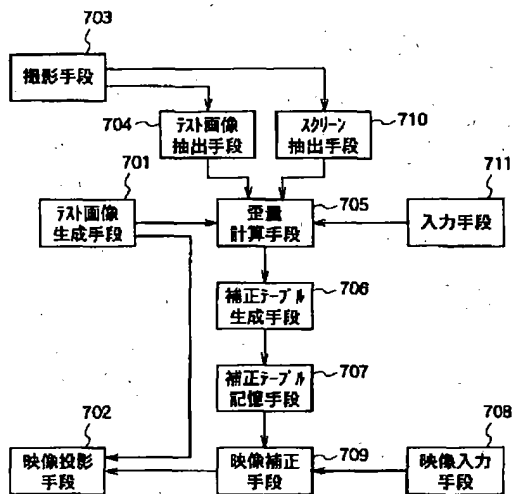 703
撮影手段
704
テスト画像
抽出手段
スクリーン
抽出手段
710
701
テスト画像
生成手段
歪量
計算手段
705
711
入力手段
補正テーブル
生成手段
706
補正テーブル
記憶手段
707
702
映像投影
手段
映像補正
手段
709
708
映像入力
手段